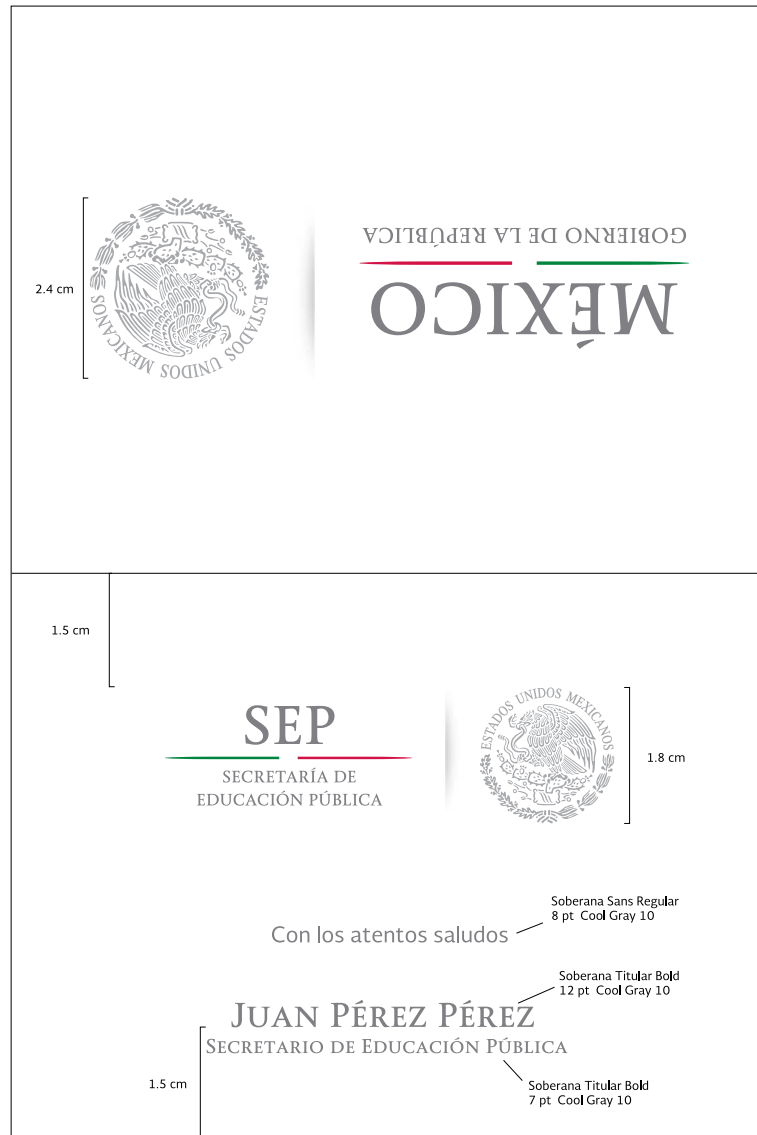 2.4 cm
ESTADOS UNIDOS MEXICANOS
MÉXICO
GOBIERNO DE LA REPÚBLICA
1.5 cm
SEP
SECRETARÍA DE
EDUCACIÓN PÚBLICA
ESTADOS UNIDOS MEXICANOS
1.8 cm
Con los atentos saludos
Soberana Sans Regular
8 pt Cool Gray 10
Soberana Titular Bold
12 pt Cool Gray 10
JUAN PÉREZ PÉREZ
SECRETARIO DE EDUCACIÓN PÚBLICA
1.5 cm
Soberana Titular Bold
7 pt Cool Gray 10